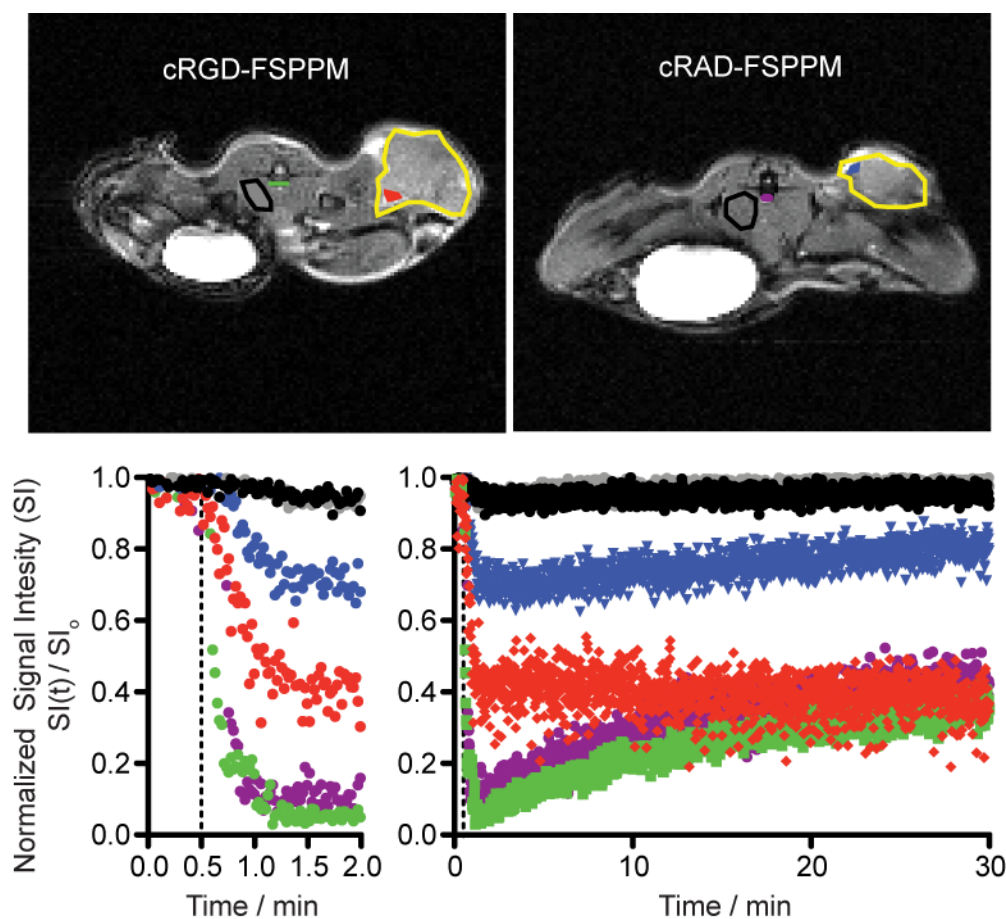 cRGD-FSPPM
cRAD-FSPPM
Normalized Signal Intesity (SI)
SI(t) / SIo
1.0
0.8
0.6
0.4
0.2
0.0
0.0 0.5 1.0 1.5 2.0
Time / min
1.0
0.8
0.6
0.4
0.2
0.0
0 10 20 30
Time / min